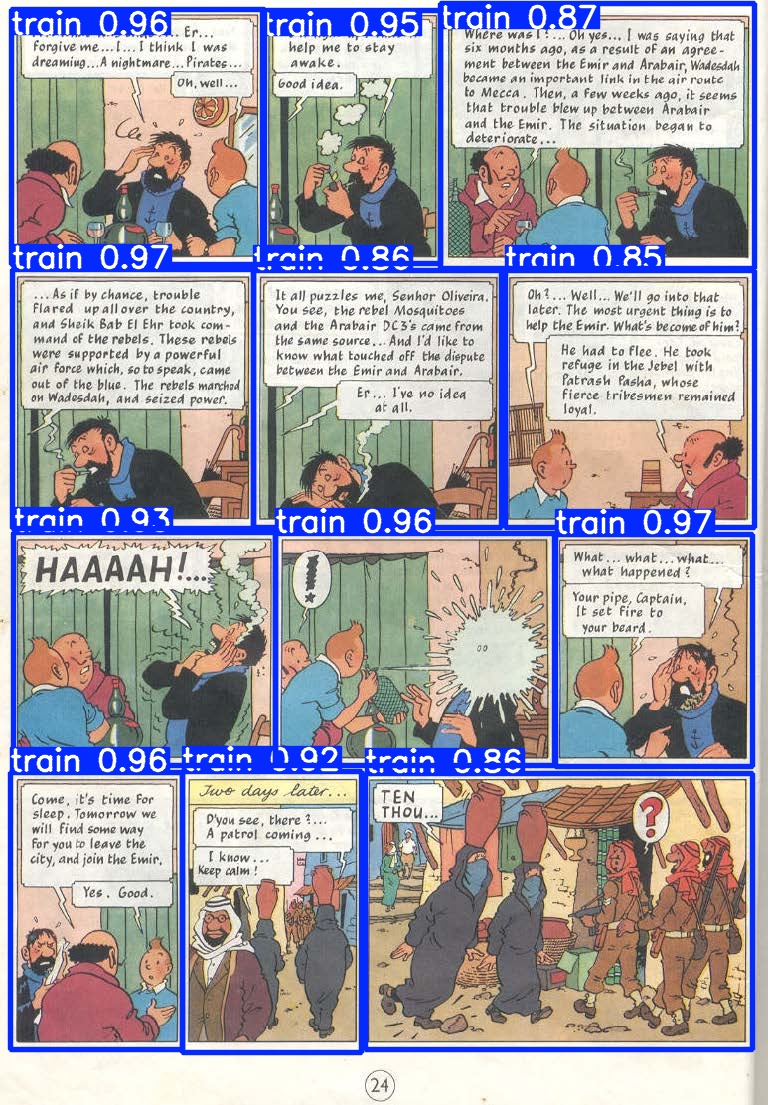 train 0.96
Er...
forgive me...I... I think I was
dreaming...A nightmare...Pirates...
Oh, well...
train 0.95
help me to stay
awake.
Good idea.
train 0.87
Where was I?... Oh yes... I was saying that
six months ago, as a result of an agree-
ment between the Emir and Arabair, Wadesdah
became an important link in the air route
to Mecca. Then, a few weeks ago, it seems
that trouble blew up between Arabair
and the Emir. The situation began to
deteriorate...
train 0.97
...As if by chance, trouble
flared up all over the country,
and Sheik Bab El Ehr took com-
mand of the rebels. These rebels
were supported by a powerful
air force which, so to speak, came
out of the blue. The rebels marched
on Wadesdah, and seized power.
train 0.86
It all puzzles me, Senhor Oliveira.
You see, the rebel Mosquitoes
and the Arabair DC3's came from
the same source... And I'd like to
know what touched off the dispute
between the Emir and Arabair.
Er... I've no idea
at all.
train 0.85
Oh?... Well... We'll go into that
later. The most urgent thing is to
help the Emir. What's become of him?
He had to flee. He took
refuge in the Jebel with
Patrash Pasha, whose
fierce tribesmen remained
loyal.
train 0.93
HAAAAH!...
train 0.96
train 0.97
What... what... what...
what happened?
Your pipe, Captain,
It set fire to
your beard.
train 0.96
Come, it's time for
sleep. Tomorrow we
will find some way
for you to leave the
city, and join the Emir.
Yes. Good.
train 0.92
Two days later...
D'you see, there?...
A patrol coming...
I know...
Keep calm!
train 0.86
TEN
THOU...
?
24